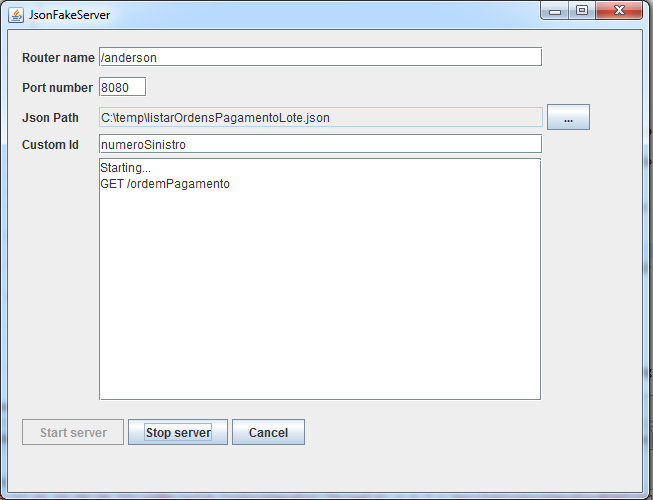 JsonFakeServer
Router name /anderson
Port number 8080
Json Path C:\temp\listarOrdensPagamentoLote.json ...
Custom Id numeroSinistro
Starting...
GET /ordemPagamento
Start server Stop server Cancel